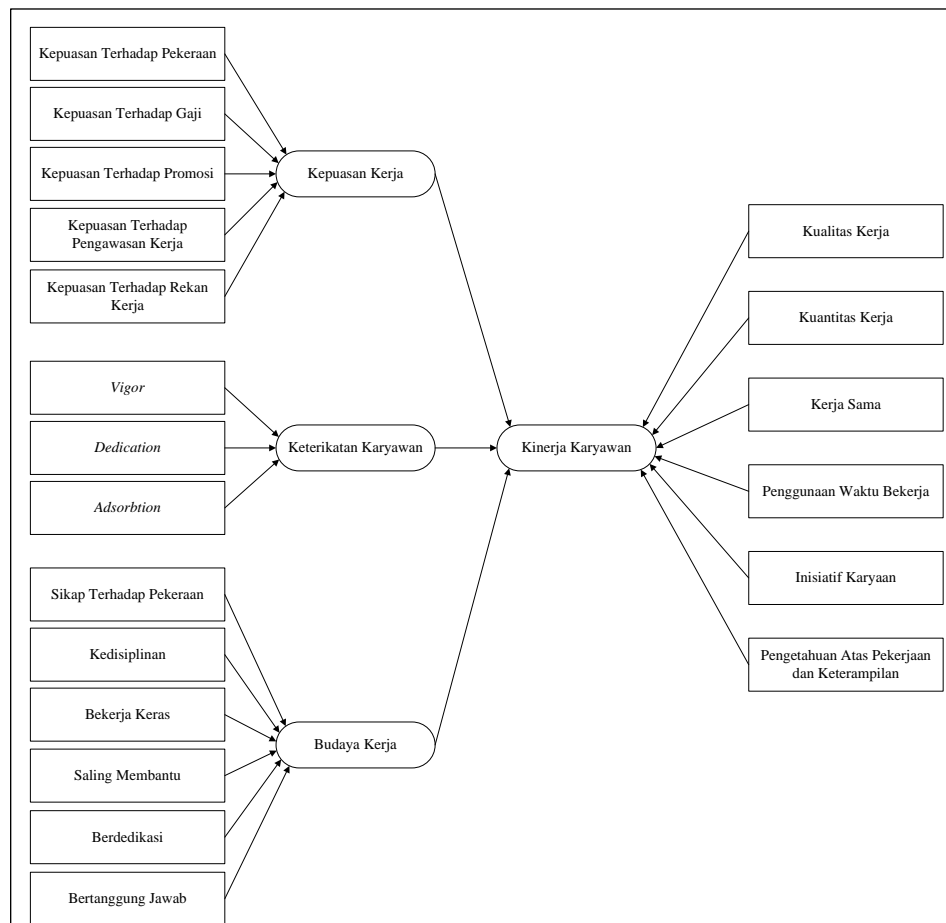 Kepuasan Terhadap Pekeraan
Kepuasan Terhadap Gaji
Kepuasan Terhadap Promosi
Kepuasan Terhadap
Pengawasan Kerja
Kepuasan Terhadap Rekan
Kerja
Kepuasan Kerja
Vigor
Dedication
Adsorbtion
Keterikatan Karyawan
Sikap Terhadap Pekeraan
Kedisiplinan
Bekerja Keras
Saling Membantu
Berdedikasi
Bertanggung Jawab
Budaya Kerja
Kinerja Karyawan
Kualitas Kerja
Kuantitas Kerja
Kerja Sama
Penggunaan Waktu Bekerja
Inisiatif Karyaan
Pengetahuan Atas Pekerjaan
dan Keterampilan